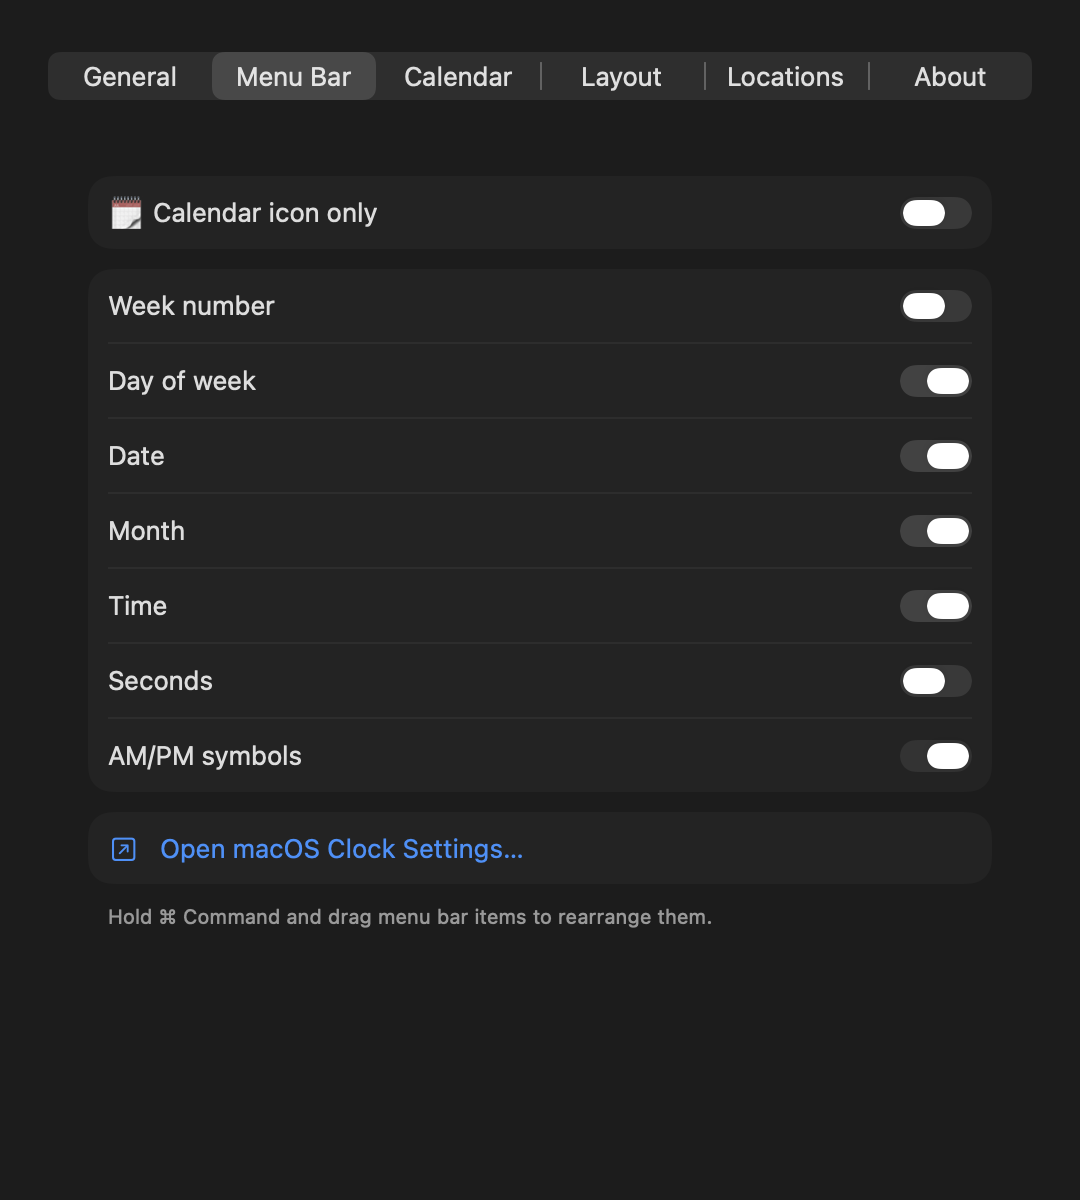 General Menu Bar Calendar Layout Locations About
Calendar icon only
Week number
Day of week
Date
Month
Time
Seconds
AM/PM symbols
Open macOS Clock Settings...
Hold ⌘ Command and drag menu bar items to rearrange them.